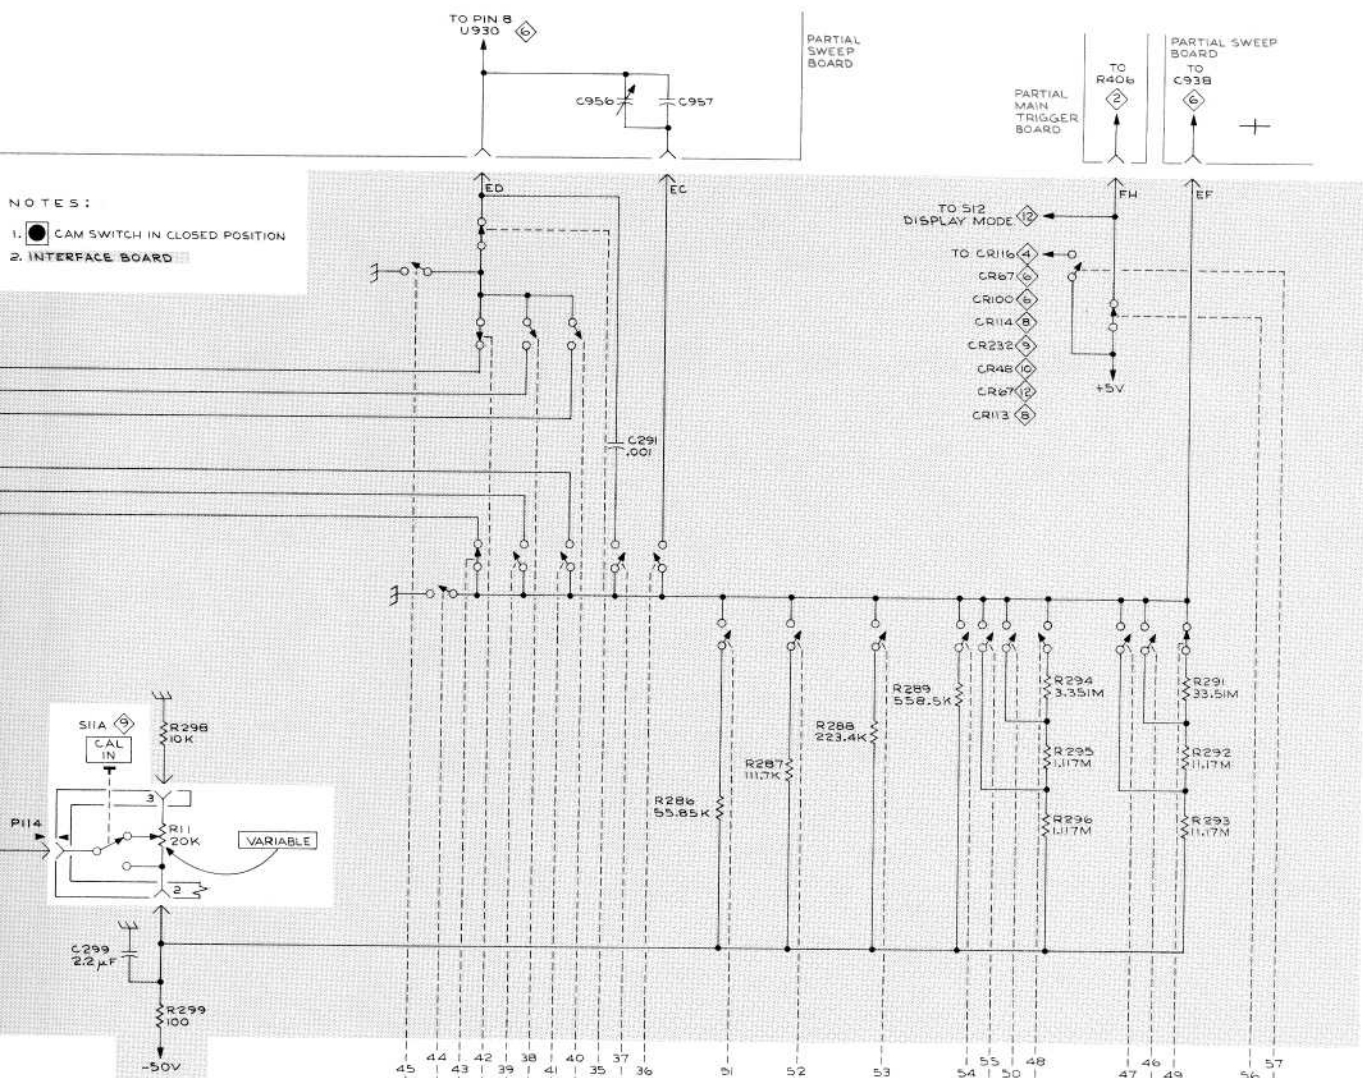 TO PIN 8
U930 6
PARTIAL
SWEEP
BOARD
C956
C957
PARTIAL
MAIN
TRIGGER
BOARD
TO
R406
2
PARTIAL SWEEP
BOARD
TO
C938
6
NOTES:
1. CAM SWITCH IN CLOSED POSITION
2. INTERFACE BOARD
ED
EC
FH
EF
TO S12
DISPLAY MODE 12
TO CR116 4
CR67 6
CR100 6
CR114 8
CR232 9
CR48 10
CR67 12
CR113 8
+5V
C291
.001
R294
3.351M
R291
33.51M
R289
558.5K
R288
223.4K
R295
1.117M
R292
11.17M
R287
111.7K
R286
55.85K
R296
1.117M
R293
11.17M
S11A 9
CAL
IN
R298
10K
3
P114
R11
20K
VARIABLE
2
C299
2.2µF
R299
100
-50V
45 44 43 42 39 38 41 40 35 37 36 51 52 53 54 55 50 48 47 46 49 56 57